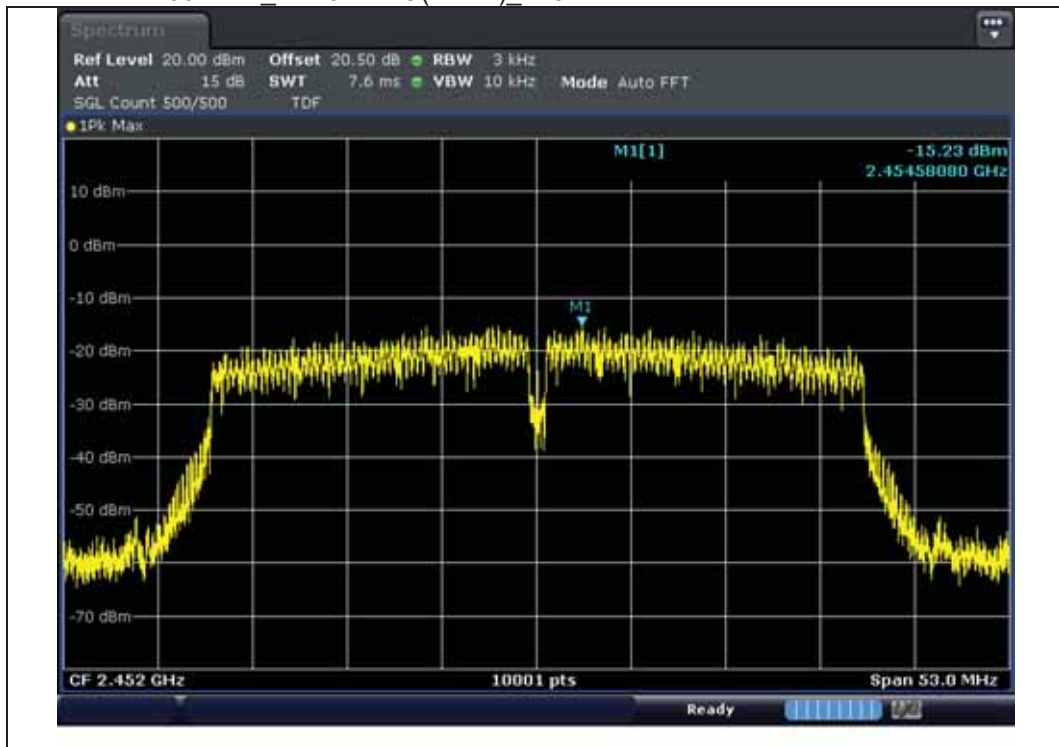 Spectrum
Ref Level 20.00 dBm Offset 20.50 dB RBW 3 kHz
Att 15 dB SWT 7.6 ms VBW 10 kHz Mode Auto FFT
SGL Count 500/500 TDF
1Pk Max
M1[1] -15.23 dBm
2.45458080 GHz
10 dBm
0 dBm
-10 dBm
M1
-20 dBm
-30 dBm
-40 dBm
-50 dBm
-70 dBm
CF 2.452 GHz 10001 pts Span 53.0 MHz
Ready